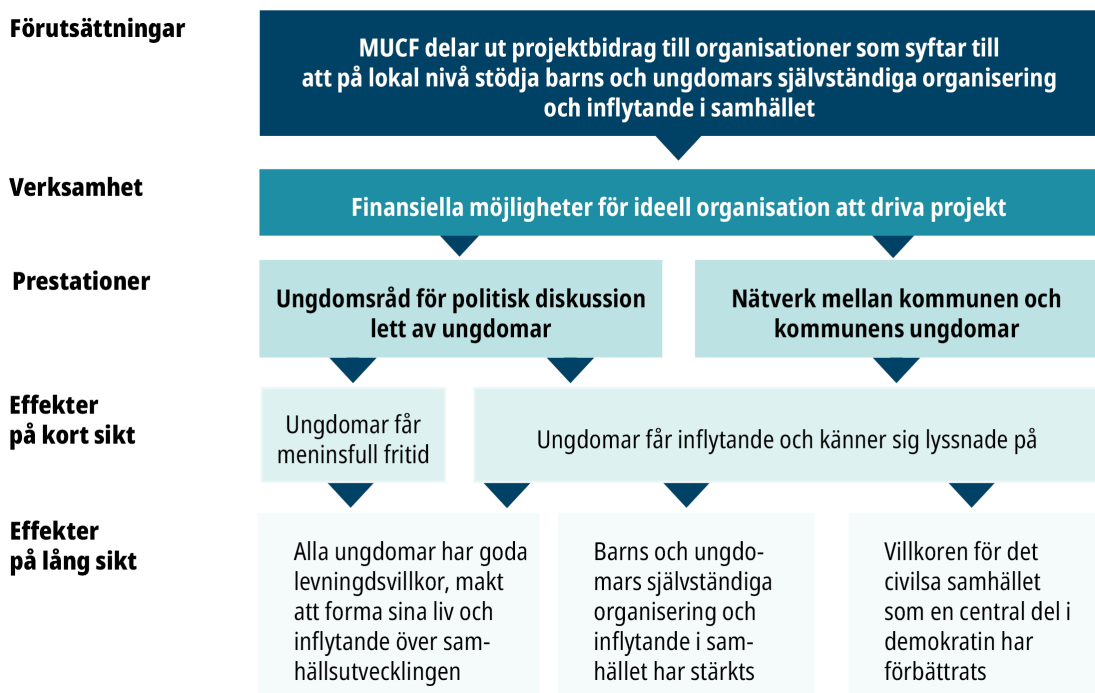 Förutsättningar
MUCF delar ut projektbidrag till organisationer som syftar till
att på lokal nivå stödja barns och ungdomars självständiga organisering
och inflytande i samhället
Verksamhet
Finansiella möjligheter för ideell organisation att driva projekt
Prestationer
Ungdomsråd för politisk diskussion
lett av ungdomar
Nätverk mellan kommunen och
kommunens ungdomar
Effekter
på kort sikt
Ungdomar får
meninsfull fritid
Ungdomar får inflytande och känner sig lyssnade på
Effekter
på lång sikt
Alla ungdomar har goda
levningdsvillkor, makt
att forma sina liv och
inflytande över sam-
hällsutvecklingen
Barns och ungdo-
mars självständiga
organisering och
inflytande i sam-
hället har stärkts
Villkoren för det
civilsa samhället
som en central del i
demokratin har
förbättrats